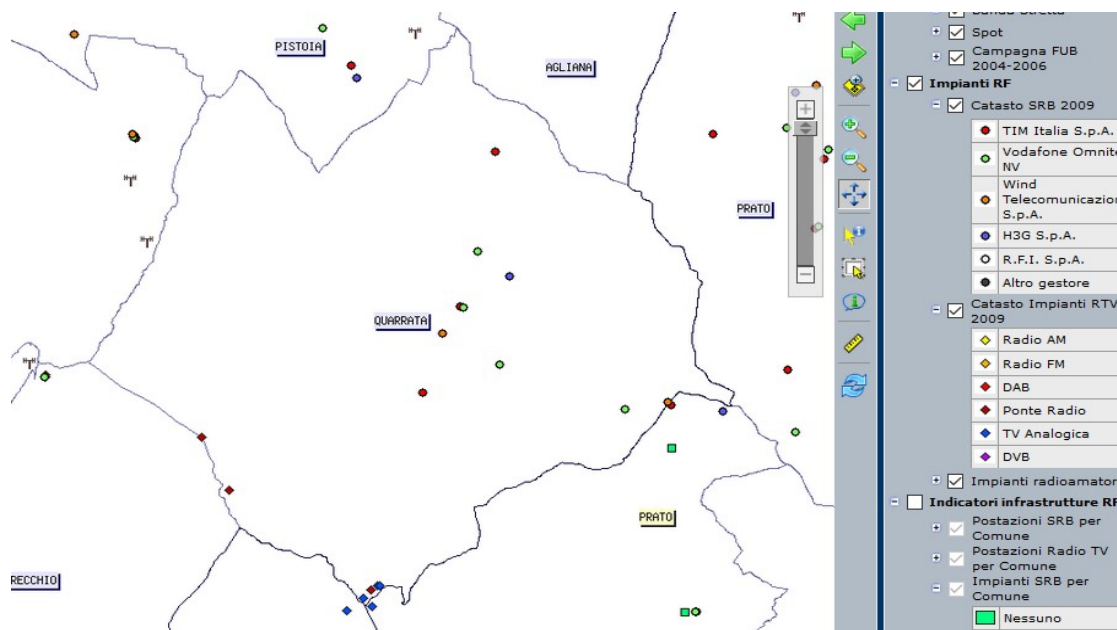 PISTOIA
AGLIANA
PRATO
QUARRATA
PRATO
RECCHIO
Banda Stretta
Spot
Campagna FUB
2004-2006
Impianti RF
Catasto SRB 2009
TIM Italia S.p.A.
Vodafone Omnite
NV
Wind
Telecomunicazion
S.p.A.
H3G S.p.A.
R.F.I. S.p.A.
Altro gestore
Catasto Impianti RTV
2009
Radio AM
Radio FM
DAB
Ponte Radio
TV Analogica
DVB
Impianti radioamator
Indicatori infrastrutture RF
Postazioni SRB per
Comune
Postazioni Radio TV
per Comune
Impianti SRB per
Comune
Nessuno